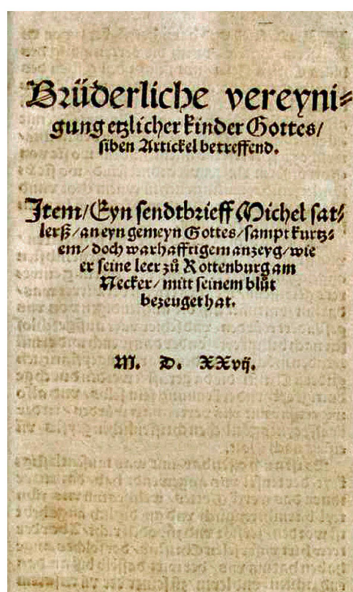 Brüderliche vereyni-
gung etzlicher kinder Gottes/
siben Artickel betreffend.
Item/ Eyn sendtbrieff Michel sat-
lerß/ an eyn gemeyn Gottes/ sampt kurtz-
em/ doch warhafftigem anzeyg/ wie
er seine leer zů Rottenburg am
Necker/ mitt seinem blůt
bezeuget hat.
M. D. XXvij.